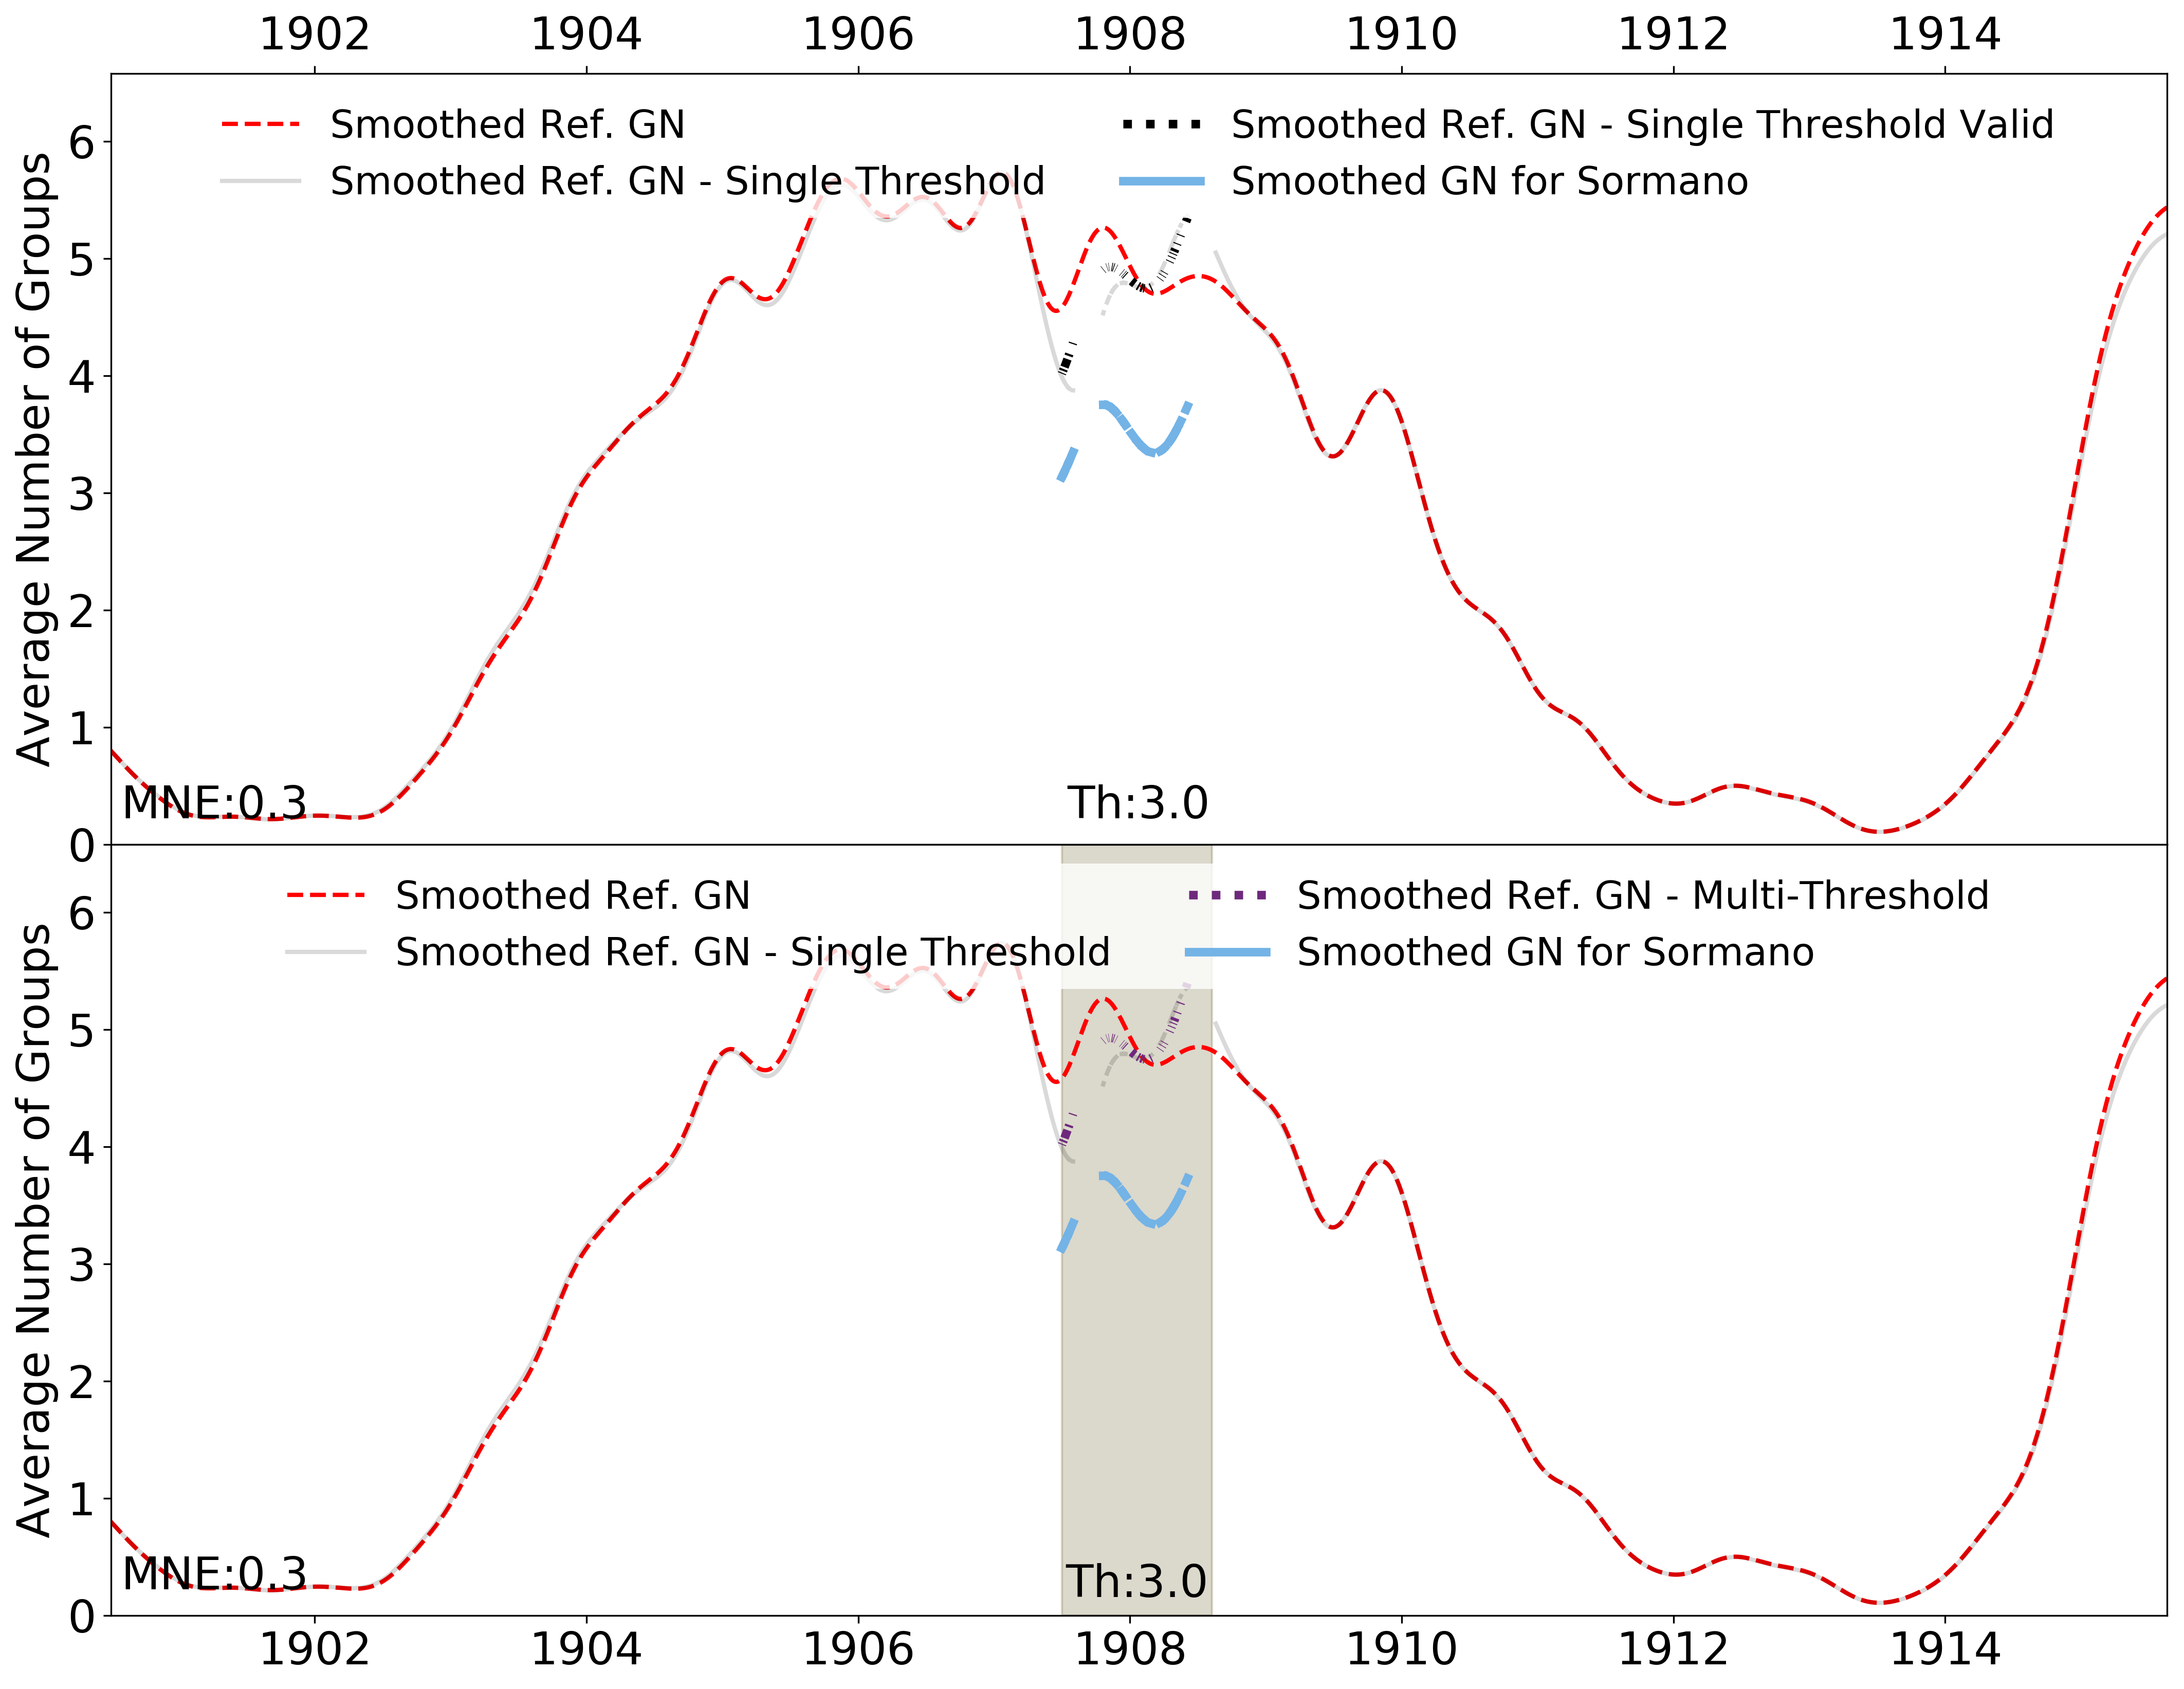 1902 1904 1906 1908 1910 1912 1914
Smoothed Ref. GN
Smoothed Ref. GN - Single Threshold
Smoothed Ref. GN - Single Threshold Valid
Smoothed GN for Sormano
Average Number of Groups
6
5
4
3
2
1
0
MNE:0.3
Th:3.0
Smoothed Ref. GN
Smoothed Ref. GN - Single Threshold
Smoothed Ref. GN - Multi-Threshold
Smoothed GN for Sormano
Average Number of Groups
6
5
4
3
2
1
0
MNE:0.3
Th:3.0
1902 1904 1906 1908 1910 1912 1914